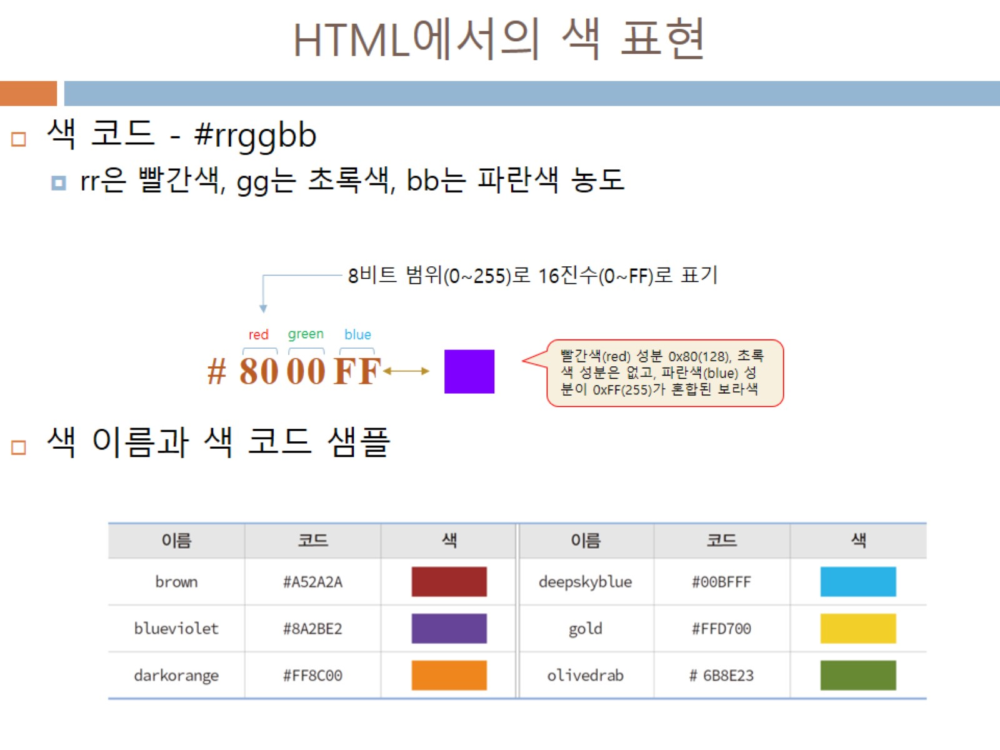 HTML에서의 색 표현
색 코드 - #rrggbb
rr은 빨간색, gg는 초록색, bb는 파란색 농도
8비트 범위(0~255)로 16진수(0~FF)로 표기
red green blue
# 80 00 FF
빨간색(red) 성분 0x80(128), 초록
색 성분은 없고, 파란색(blue) 성
분이 0xFF(255)가 혼합된 보라색
색 이름과 색 코드 샘플
이름 코드 색 이름 코드 색
brown #A52A2A deepskyblue #00BFFF
blueviolet #8A2BE2 gold #FFD700
darkorange #FF8C00 olivedrab # 6B8E23